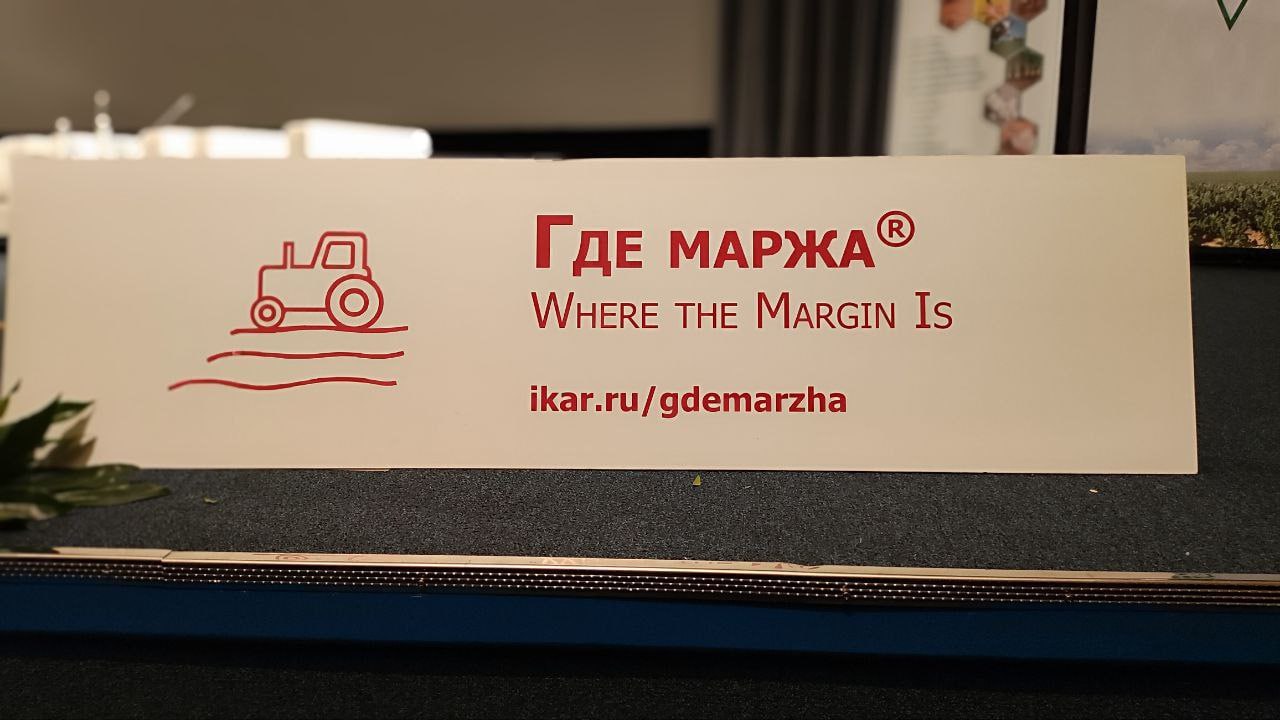 Где маржа®
Where the Margin Is
ikar.ru/gdemarzha